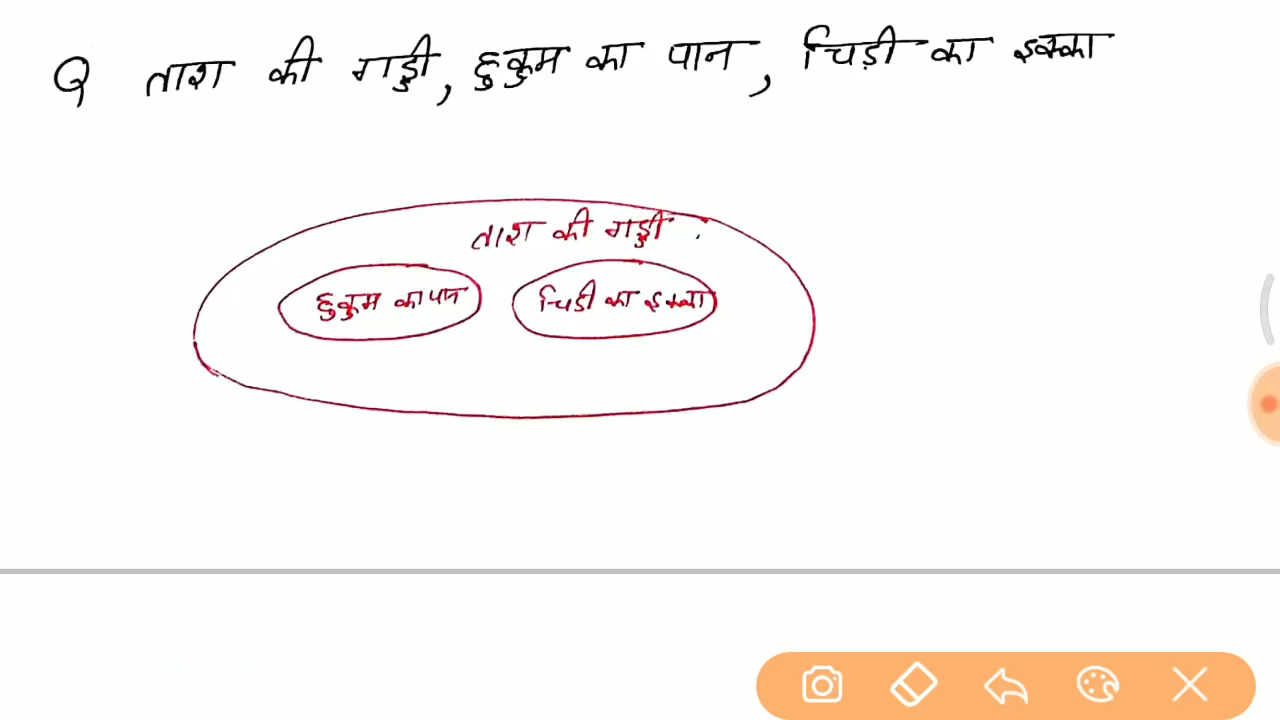 Q ताश की गड्डी, हुकुम का पान, चिड़ी का इक्का
ताश की गड्डी
हुकुम का पान
चिडी का इक्का